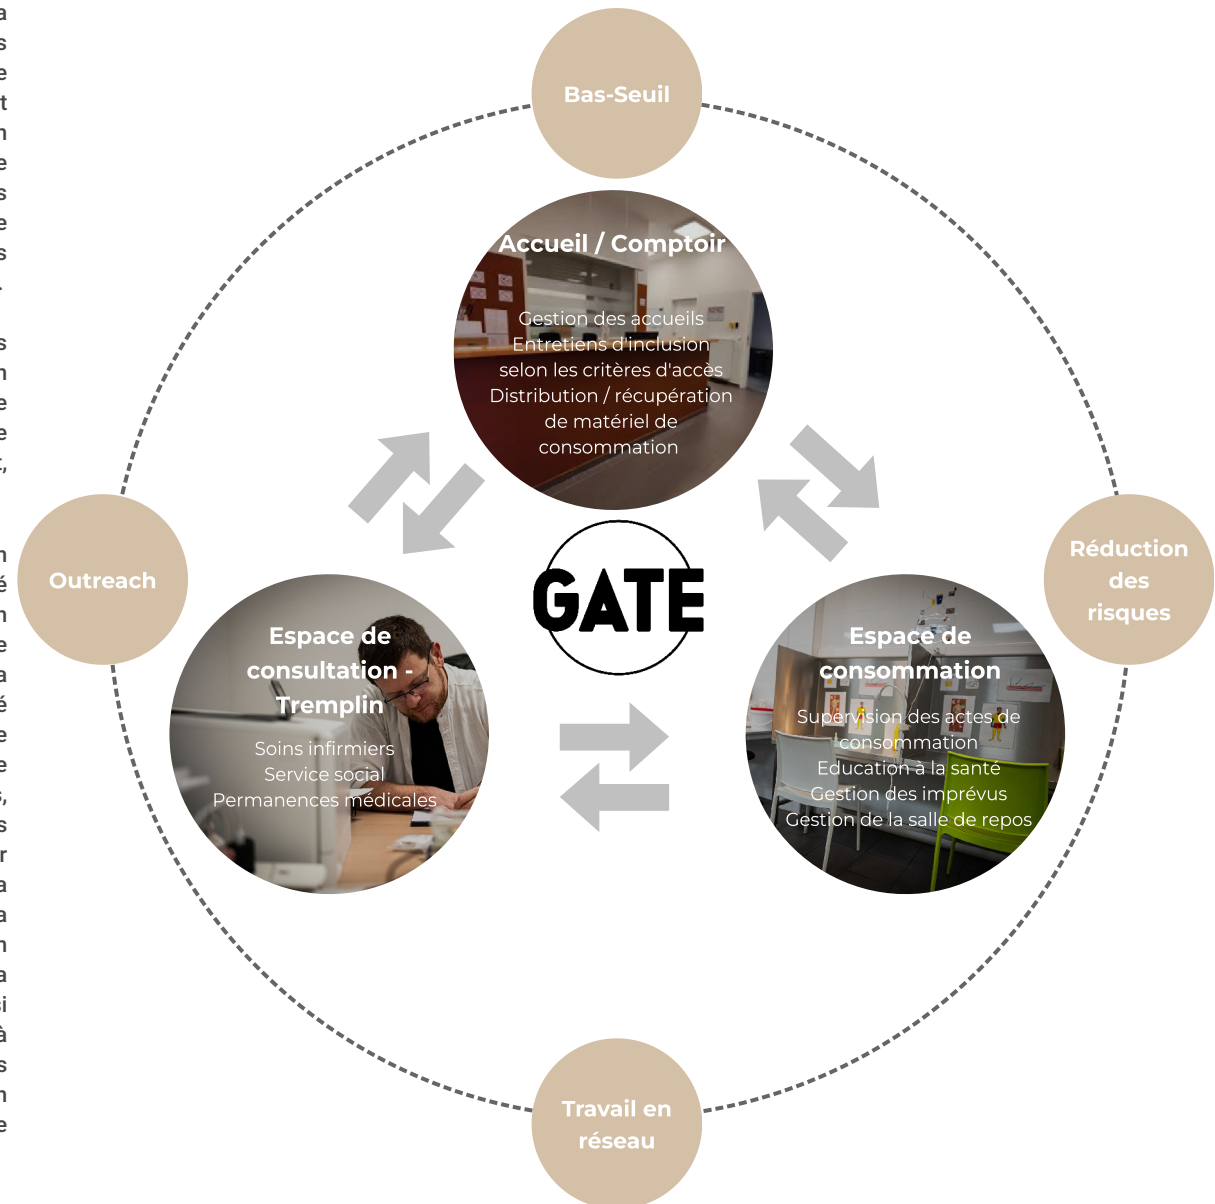 Bas-Seuil
Accueil / Comptoir
Gestion des accueils
Entretiens d'inclusion
selon les critères d'accès
Distribution / récupération
de matériel de
consommation
Outreach
Réduction
des
risques
GATE
Espace de
consultation -
Tremplin
Soins infirmiers
Service social
Permanences médicales
Espace de
consommation
Supervision des actes de
consommation
Education à la santé
Gestion des imprévus
Gestion de la salle de repos
Travail en
réseau